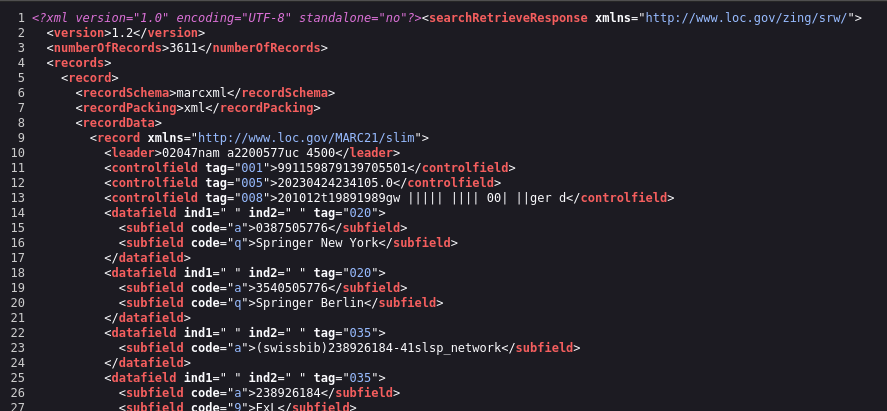 1 <?xml version="1.0" encoding="UTF-8" standalone="no"?><searchRetrieveResponse xmlns="http://www.loc.gov/zing/srw/">
2 <version>1.2</version>
3 <numberOfRecords>3611</numberOfRecords>
4 <records>
5 <record>
6 <recordSchema>marcxml</recordSchema>
7 <recordPacking>xml</recordPacking>
8 <recordData>
9 <record xmlns="http://www.loc.gov/MARC21/slim">
10 <leader>02047nam a2200577uc 4500</leader>
11 <controlfield tag="001">991159879139705501</controlfield>
12 <controlfield tag="005">20230424234105.0</controlfield>
13 <controlfield tag="008">201012t19891989gw ||||| |||| 00| ||ger d</controlfield>
14 <datafield ind1=" " ind2=" " tag="020">
15 <subfield code="a">0387505776</subfield>
16 <subfield code="q">Springer New York</subfield>
17 </datafield>
18 <datafield ind1=" " ind2=" " tag="020">
19 <subfield code="a">3540505776</subfield>
20 <subfield code="q">Springer Berlin</subfield>
21 </datafield>
22 <datafield ind1=" " ind2=" " tag="035">
23 <subfield code="a">(swissbib)238926184-41slsp_network</subfield>
24 </datafield>
25 <datafield ind1=" " ind2=" " tag="035">
26 <subfield code="a">238926184</subfield>
27 <subfield code="9">ExL</subfield>